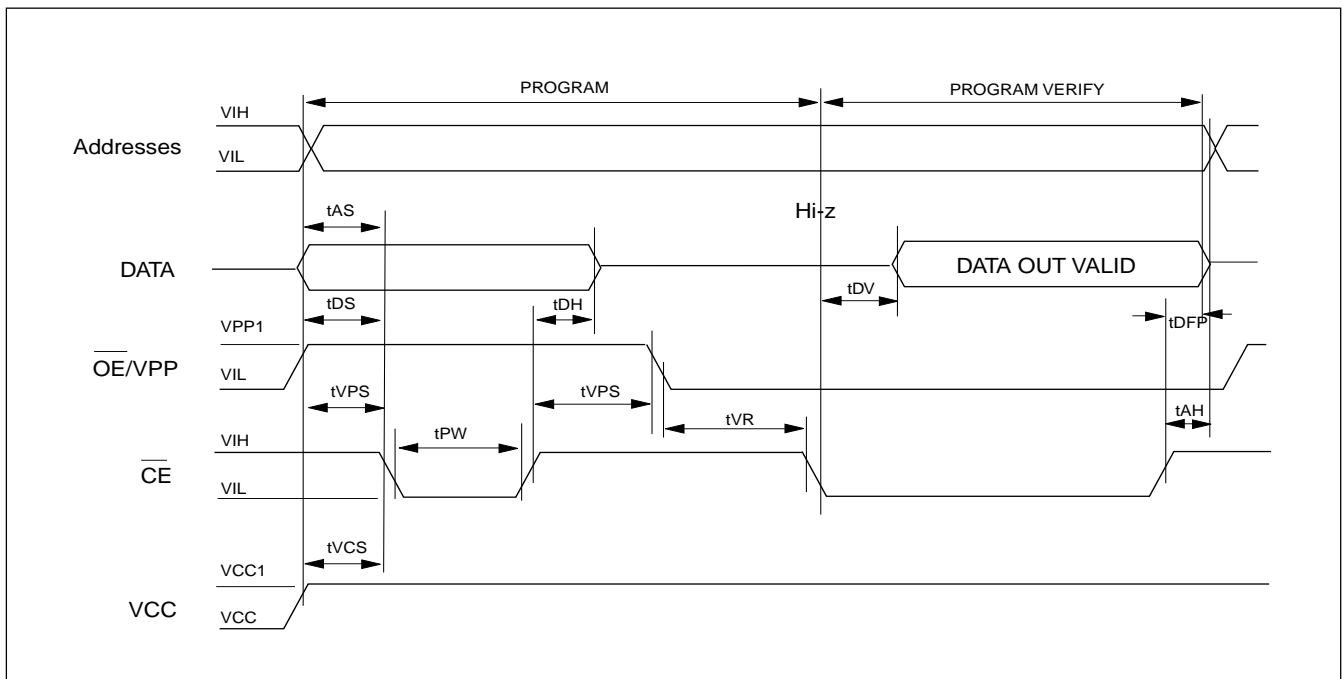 PROGRAM
PROGRAM VERIFY
VIH
Addresses
VIL
tAS
Hi-z
DATA
DATA OUT VALID
tDS
tDH
tDV
VPP1
tDFP
OE/VPP
VIL
tVPS
tVPS
tAH
tVR
VIH
tPW
CE
VIL
tVCS
VCC1
VCC
VCC